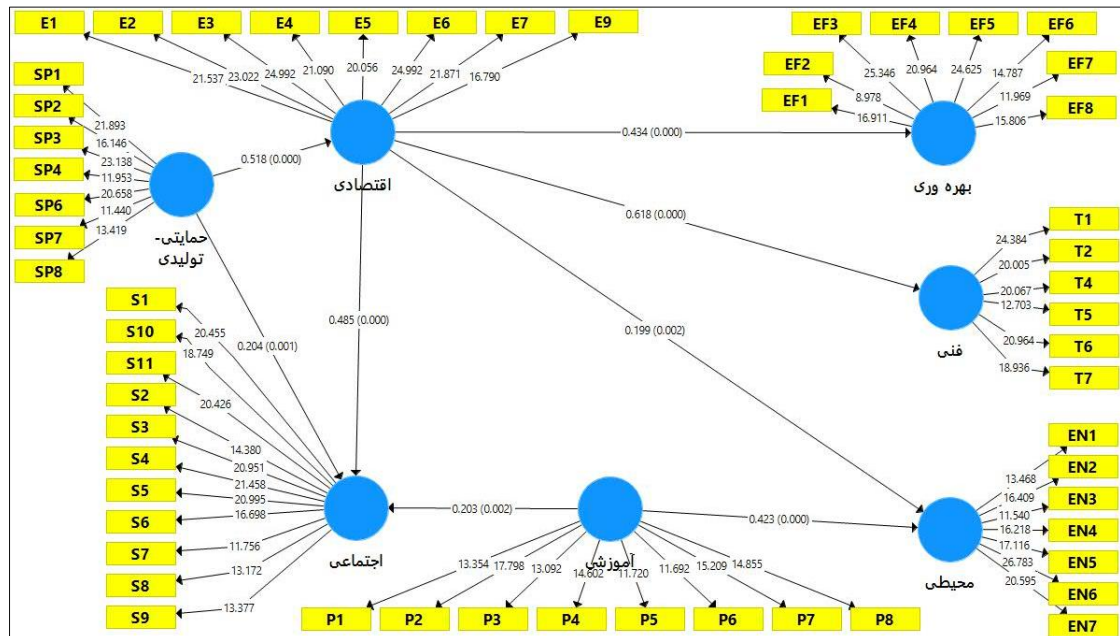 E1 E2 E3 E4 E5 E6 E7 E9
21.537 23.022 24.992 21.090 20.056 24.992 21.871 16.790
EF3 EF4 EF5 EF6
EF2 EF7
EF1 EF8
25.346 20.964 24.625 14.787
8.978 11.969
16.911 15.806
SP1
SP2
SP3
SP4
SP6
SP7
SP8
21.893
16.146
23.138
11.953
20.658
11.440
13.419
0.518 (0.000)
اقتصادی
0.434 (0.000)
بهره وری
حمایتی-
تولیدی
0.618 (0.000)
T1
T2
T4
T5
T6
T7
24.384
20.005
20.067
12.703
20.964
18.936
فنی
0.485 (0.000)
0.199 (0.002)
0.204 (0.001)
S1
S10
S11
S2
S3
S4
S5
S6
S7
S8
S9
20.455
18.749
20.426
14.380
20.951
21.458
20.995
16.698
11.756
13.172
13.377
اجتماعی
0.203 (0.002)
آموزشی
0.423 (0.000)
محیطی
EN1
EN2
EN3
EN4
EN5
EN6
EN7
13.468
16.409
11.540
16.218
17.116
26.783
20.595
13.354 17.798 13.092 14.602 11.720 11.692 15.209 14.855
P1 P2 P3 P4 P5 P6 P7 P8